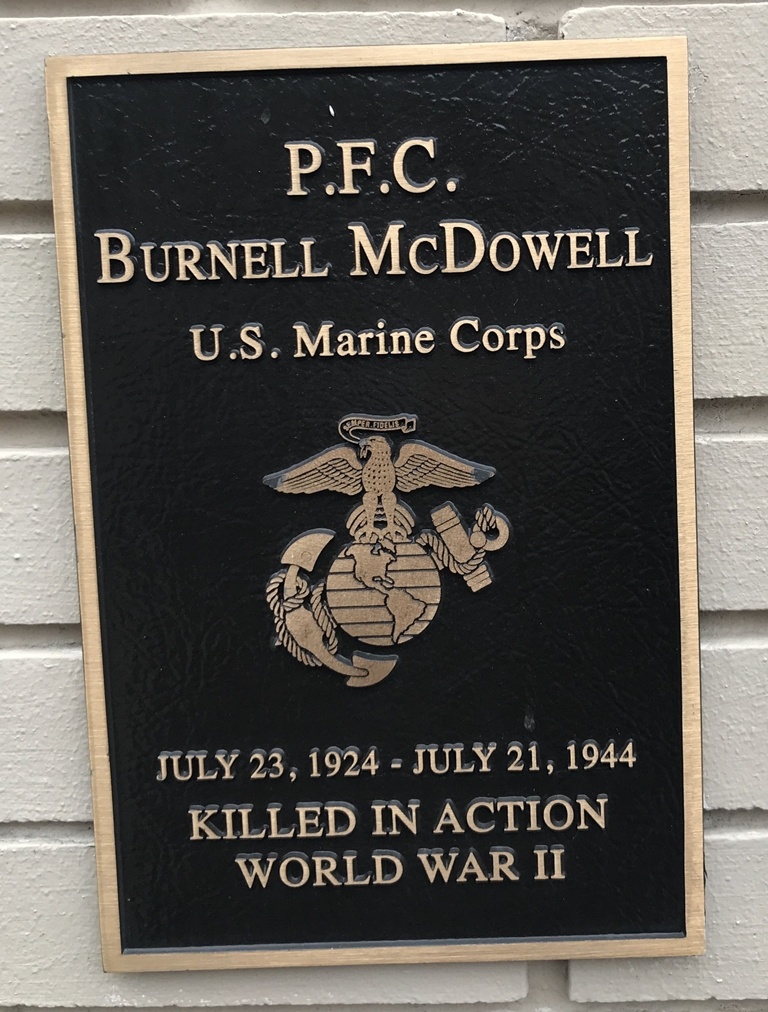 P.F.C.
BURNELL MCDOWELL
U.S. Marine Corps
SEMPER FIDELIS
JULY 23, 1924 - JULY 21, 1944
KILLED IN ACTION
WORLD WAR II